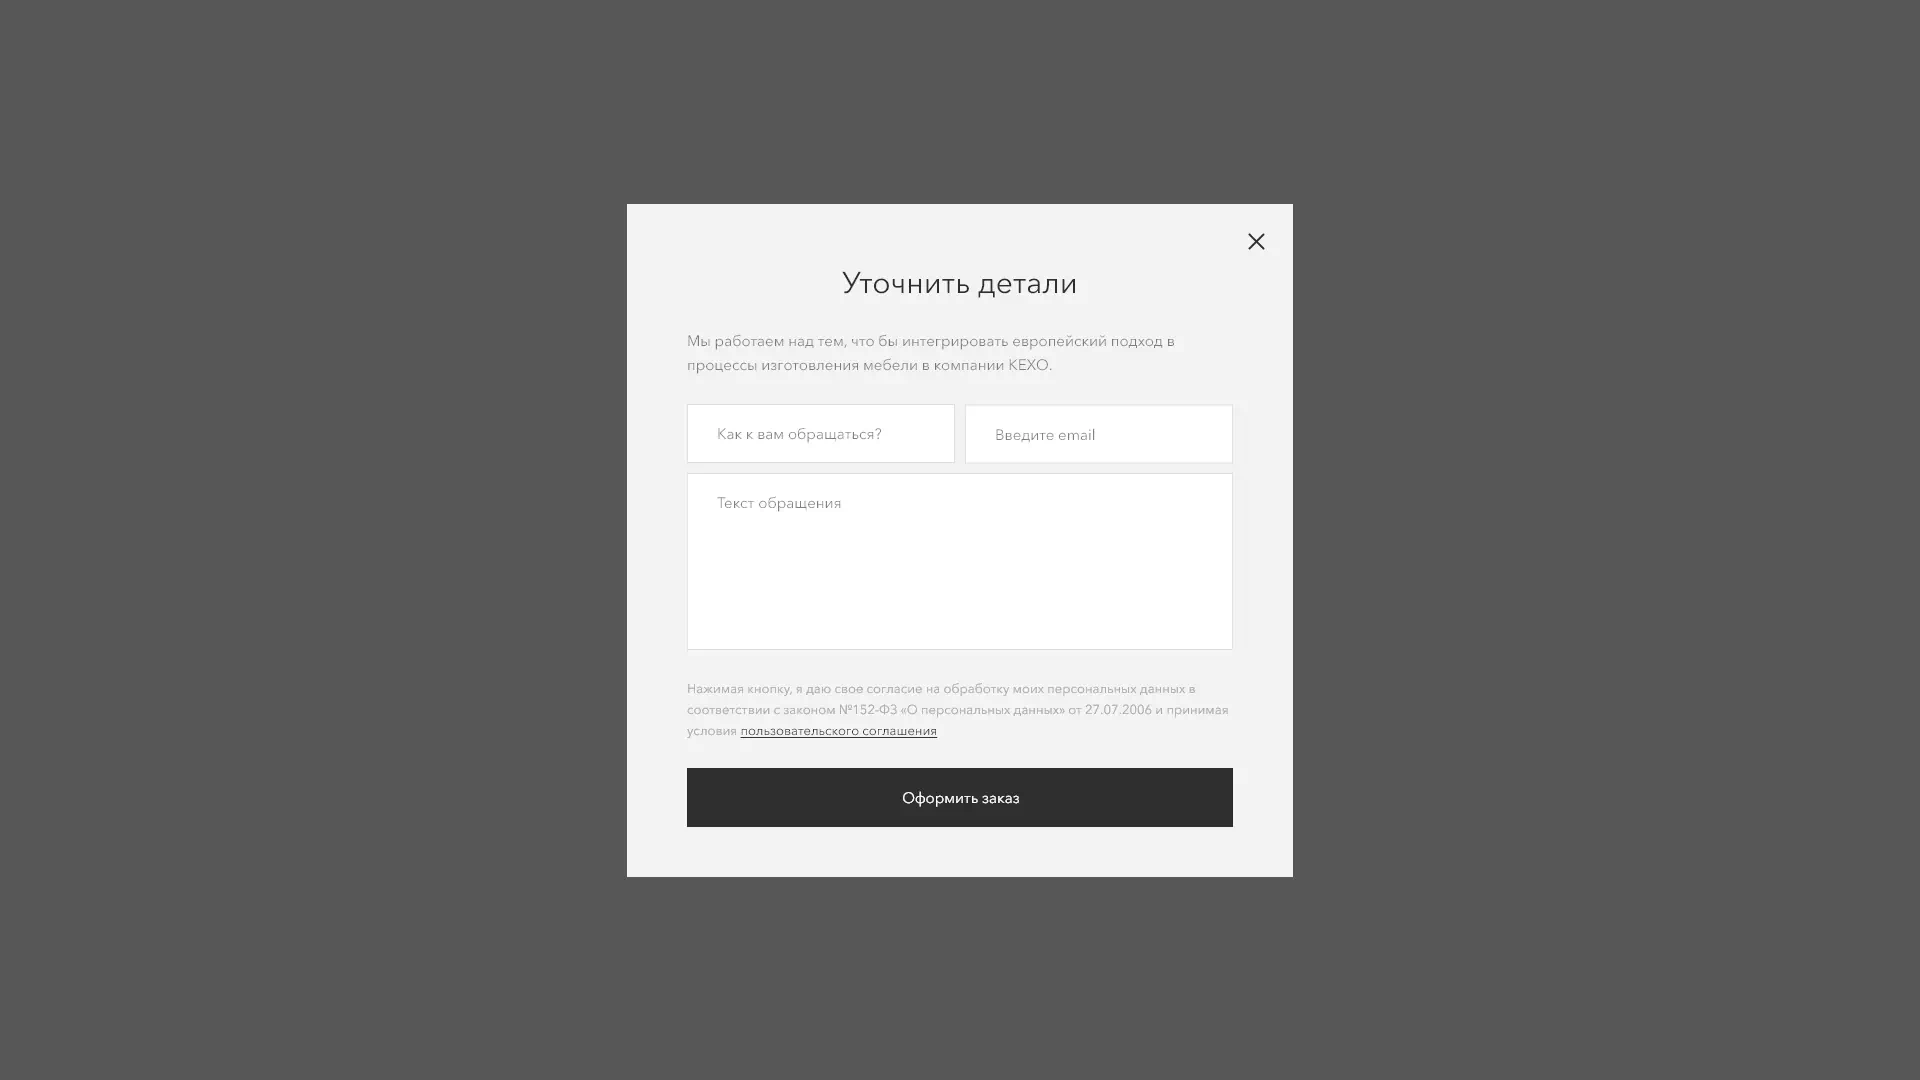 Уточнить детали
Мы работаем над тем, что бы интегрировать европейский подход в
процессы изготовления мебели в компании КЕХО.
Как к вам обращаться?
Введите email
Текст обращения
Нажимая кнопку, я даю свое согласие на обработку моих персональных данных в
соответствии с законом №152-ФЗ «О персональных данных» от 27.07.2006 и принимая
условия пользовательского соглашения
Оформить заказ